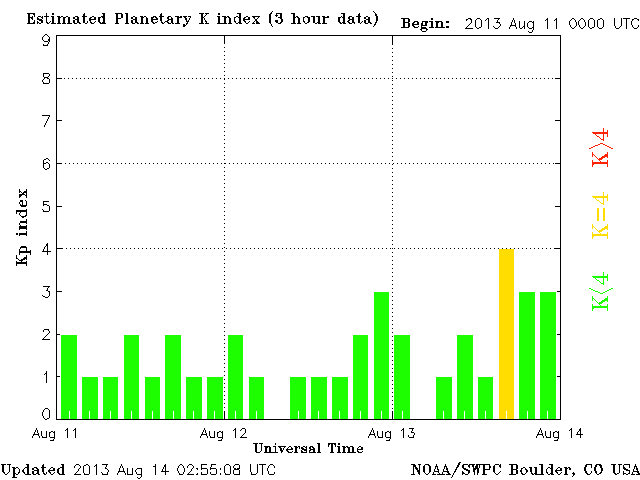 Estimated Planetary K index (3 hour data) Begin: 2013 Aug 11 0000 UTC
9
8
7
6
5
4
3
2
1
0
Kp index
Aug 11 Aug 12 Aug 13 Aug 14
Universal Time
K>4
K=4
K<4
Updated 2013 Aug 14 02:55:08 UTC NOAA/SWPC Boulder, CO USA